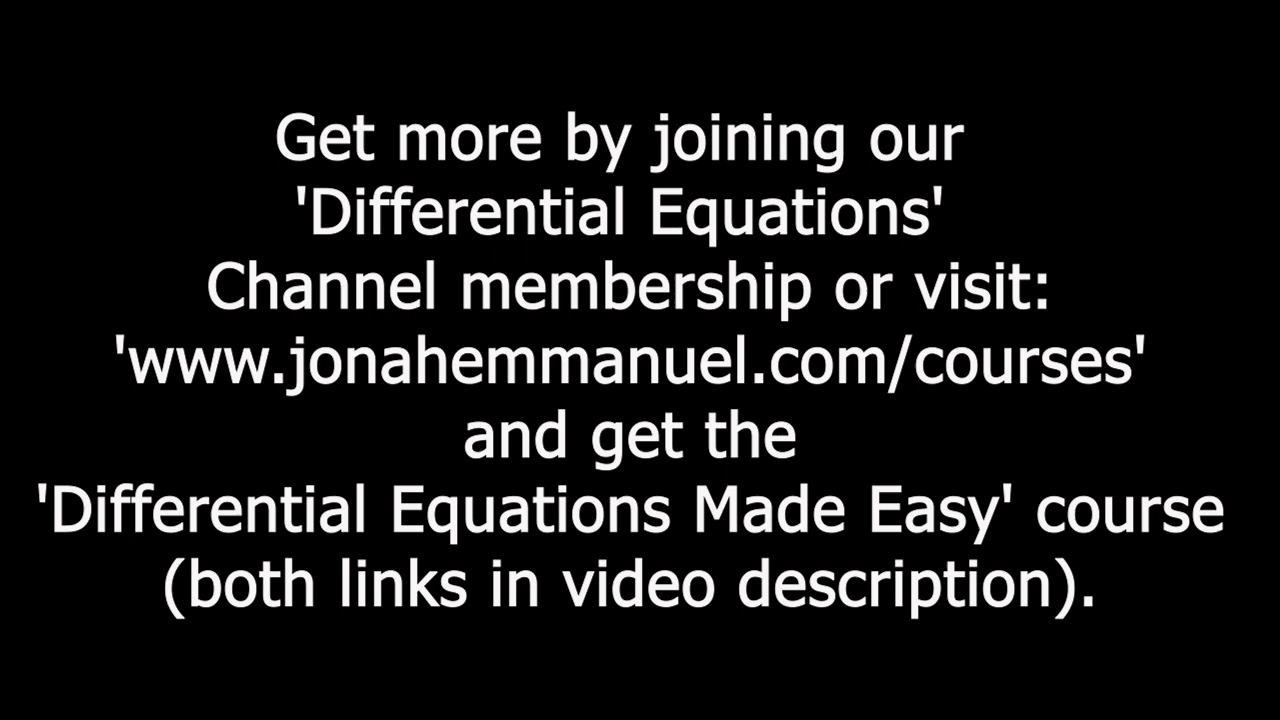 Get more by joining our
'Differential Equations'
Channel membership or visit:
'www.jonahemmanuel.com/courses'
and get the
'Differential Equations Made Easy' course
(both links in video description).